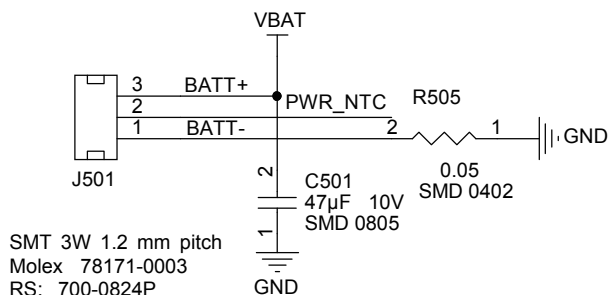 VBAT
3 BATT+
2 PWR_NTC
1 BATT-
R505
2 1
GND
0.05
SMD 0402
J501
2
C501
47µF 10V
SMD 0805
1
GND
SMT 3W 1.2 mm pitch
Molex 78171-0003
RS: 700-0824P